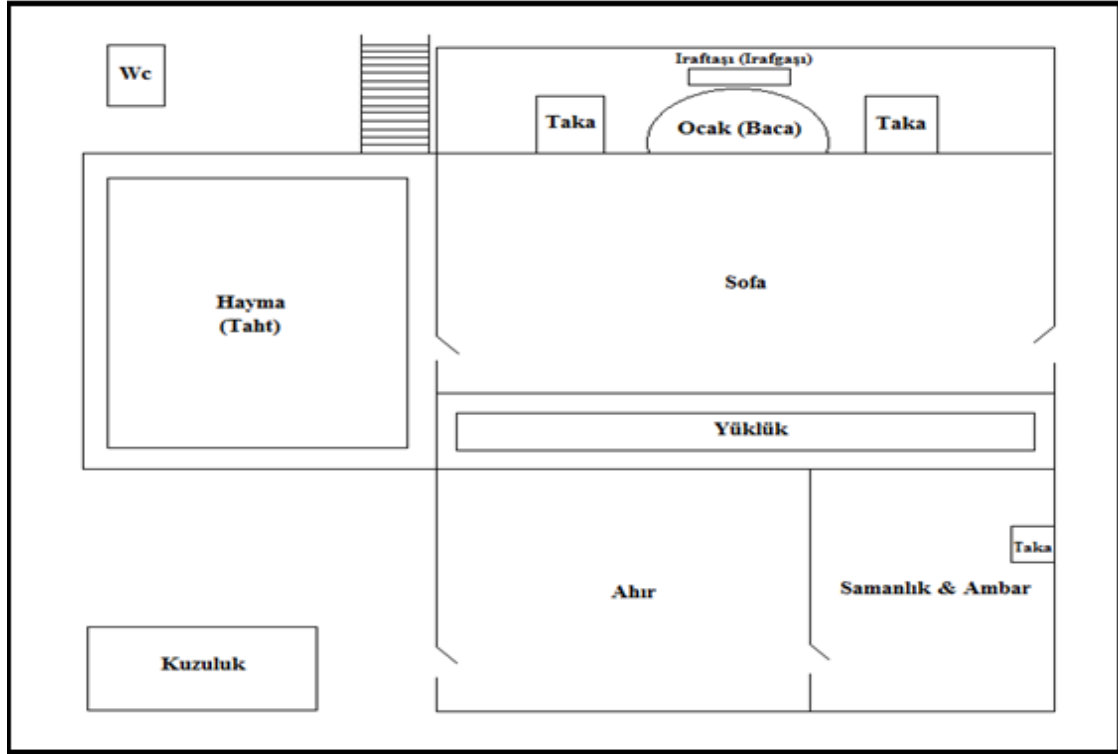 Wc
Iraftaşı (Irafgaşı)
Taka
Ocak (Baca)
Taka
Hayma
(Taht)
Sofa
Yüklük
Taka
Ahır
Samanlık & Ambar
Kuzuluk